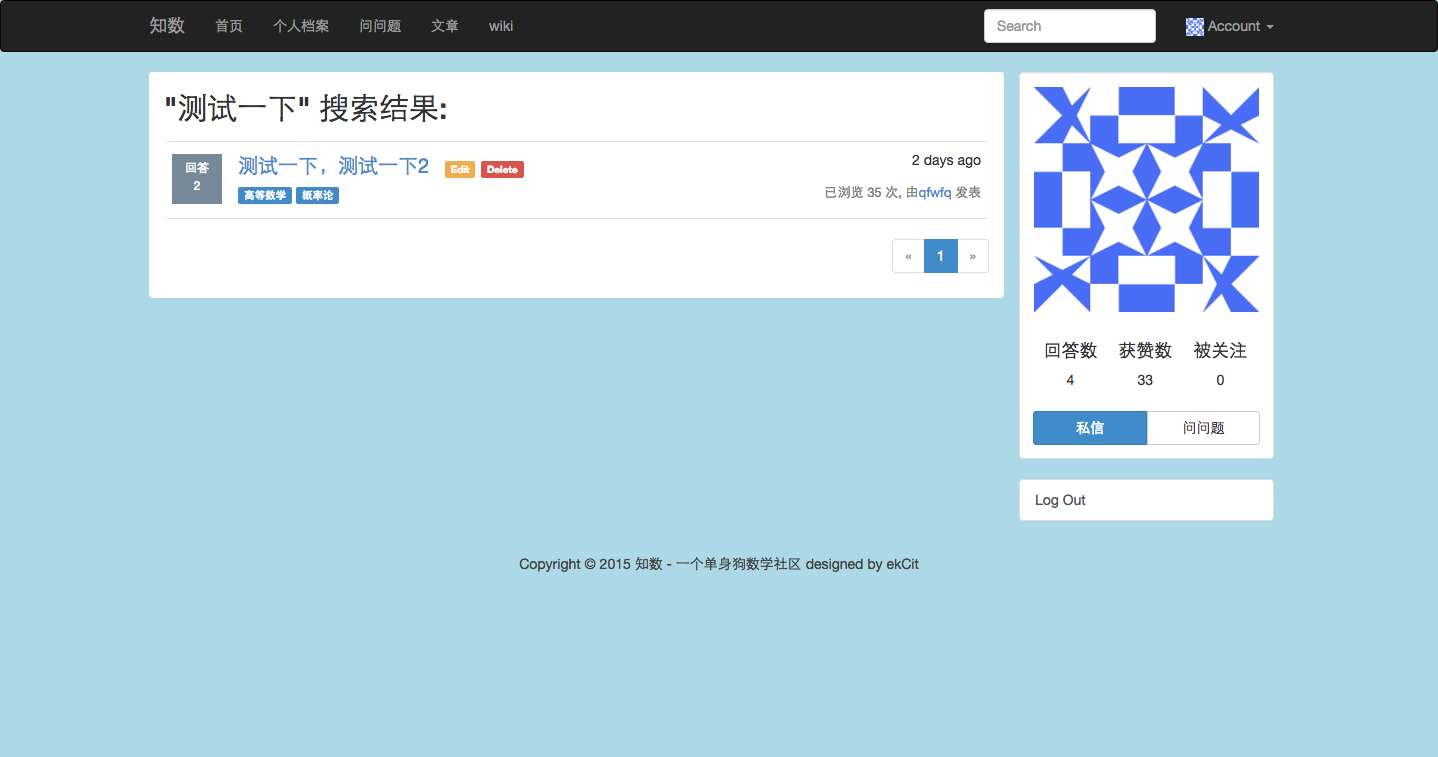 知数 首页 个人档案 问问题 文章 wiki Search Account
"测试一下" 搜索结果:
回答
2
测试一下，测试一下2 Edit Delete
高等数学 概率论
2 days ago
已浏览 35 次, 由qfwfq 发表
« 1 »
回答数 获赞数 被关注
4 33 0
私信 问问题
Log Out
Copyright © 2015 知数 - 一个单身狗数学社区 designed by ekCit